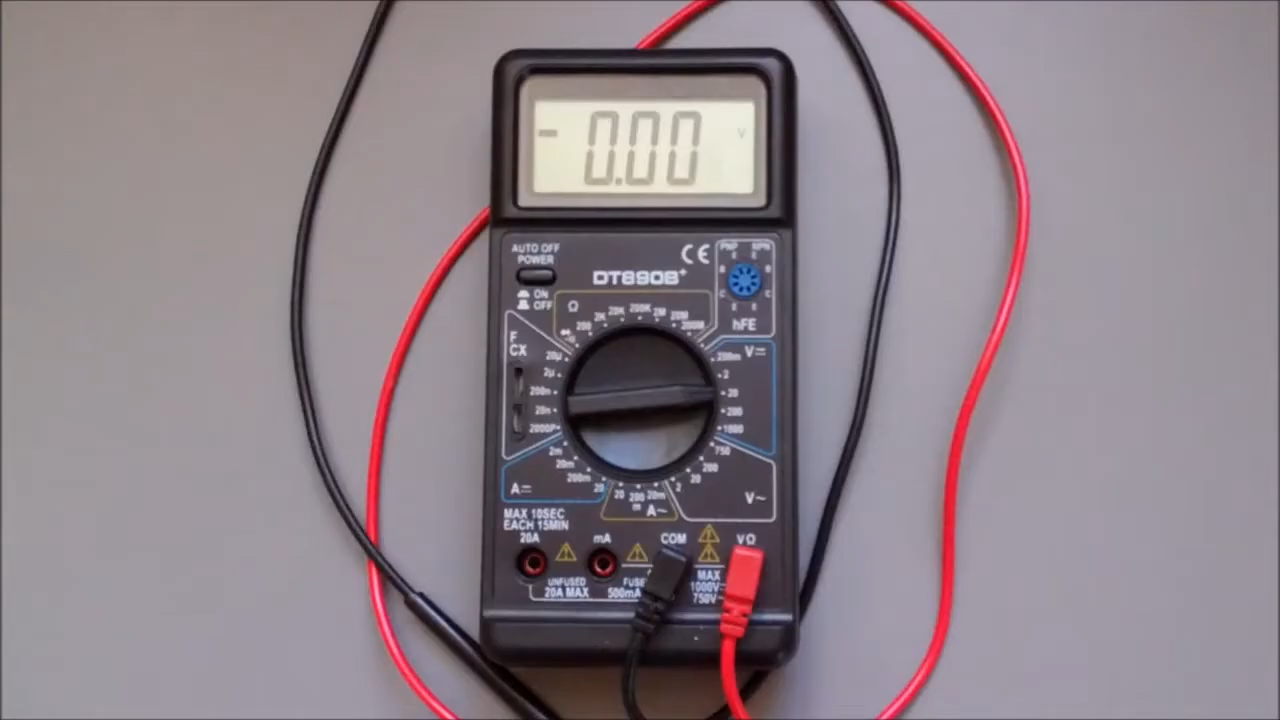 - 0.00 V
AUTO OFF
POWER
ON
OFF
CE
DT890B+
PNP NPN
E E
B B
C C
E E
hFE
Ω
200 2K 20K 200K 2M 20M 200M
F
CX
20µ
2µ
200n
20n
2000P
V=
200m
2
20
200
1000
A=
2m
20m
200m
20
A~
20 200m 20m
V~
750
200
20
2
MAX 10SEC
EACH 15MIN
20A mA COM VΩ
UNFUSED
20A MAX
500mA
MAX
1000V
750V~